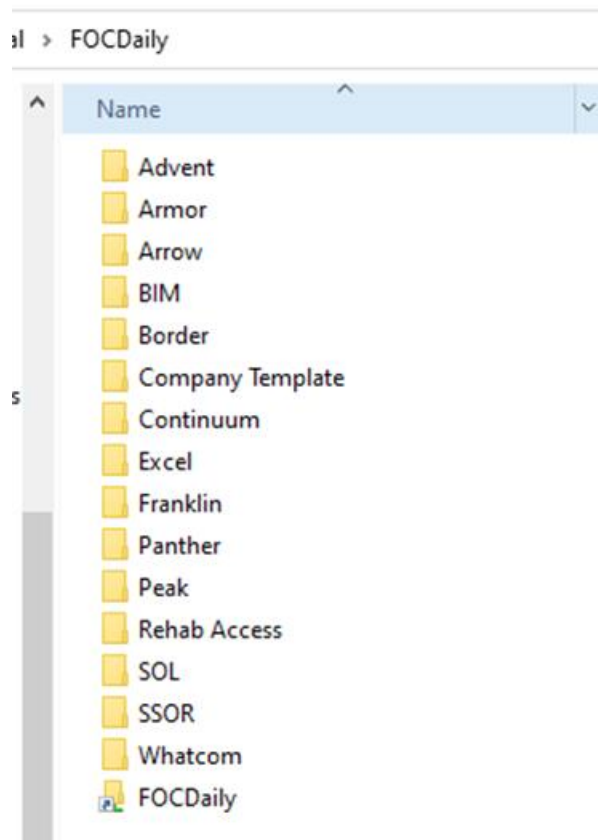 al > FOCDaily
Name
Advent
Armor
Arrow
BIM
Border
Company Template
s
Continuum
Excel
Franklin
Panther
Peak
Rehab Access
SOL
SSOR
Whatcom
FOCDaily